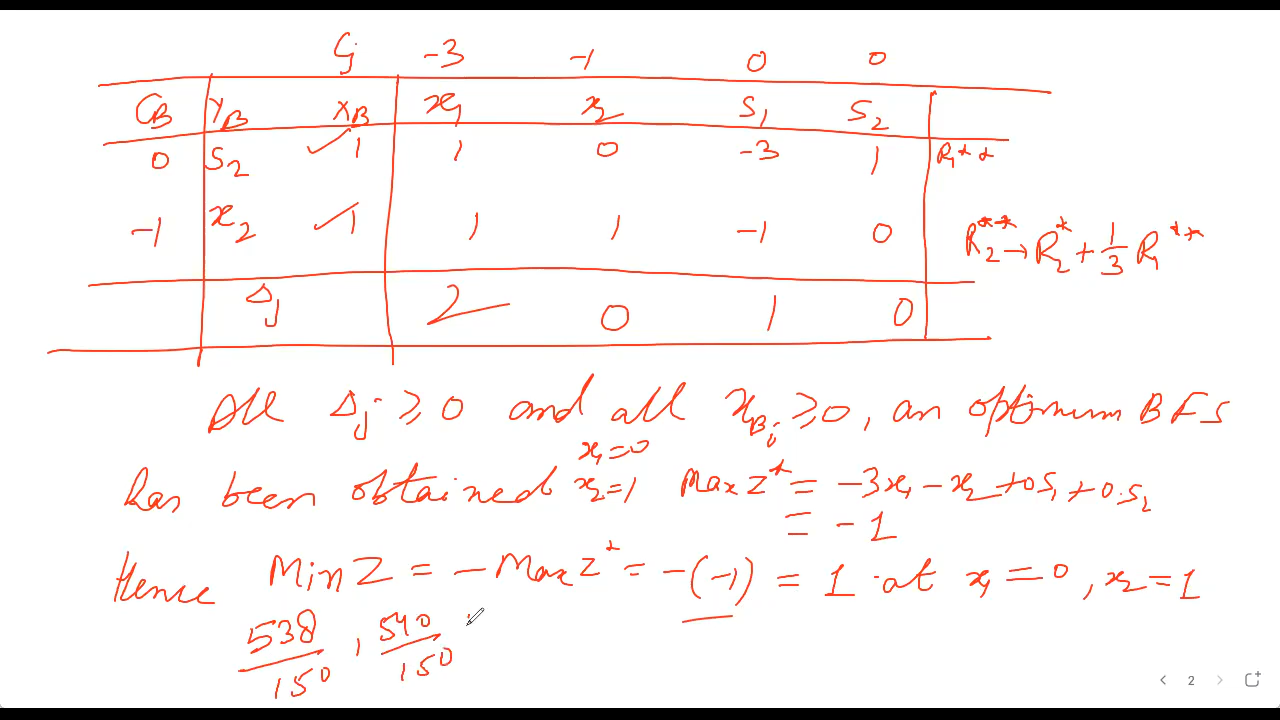 Cj -3 -1 0 0
CB YB XB x1 x2 S1 S2
0 S2 1 1 0 -3 1 R1**
-1 x2 1 1 1 -1 0 R2** → R2* + 1/3 R1**
Δj 2 0 1 0
All Δj ≥ 0 and all xBi ≥ 0, an optimum BFS
has been obtained x1 = 0 x2 = 1 Max Z* = -3x1 - x2 + 0S1 + 0.S2
= -1
Hence Min Z = - Max Z* = -(-1) = 1 at x1 = 0, x2 = 1
538/150 , 540/150
2